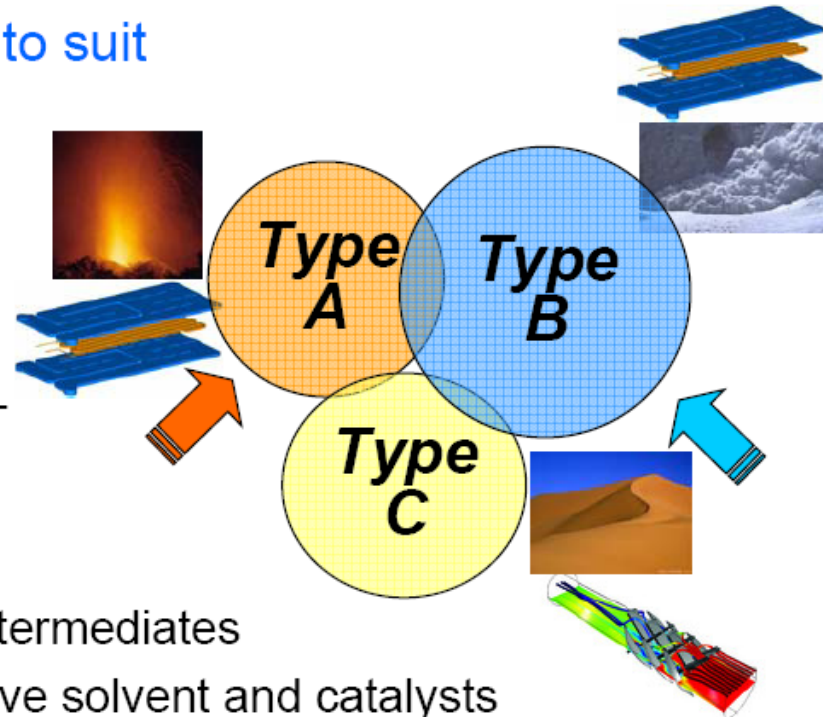 to suit
Type
A
Type
B
Type
C
termediates
ve solvent and catalysts